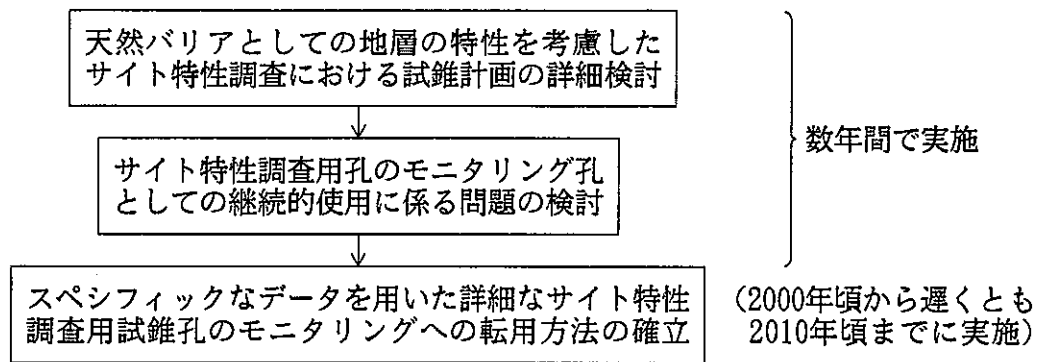 天然バリアとしての地層の特性を考慮した
サイト特性調査における試錐計画の詳細検討
サイト特性調査用孔のモニタリング孔
としての継続的使用に係る問題の検討
数年間で実施
スペシフィックなデータを用いた詳細なサイト特性
調査用試錐孔のモニタリングへの転用方法の確立
(2000年頃から遅くとも
2010年頃までに実施)